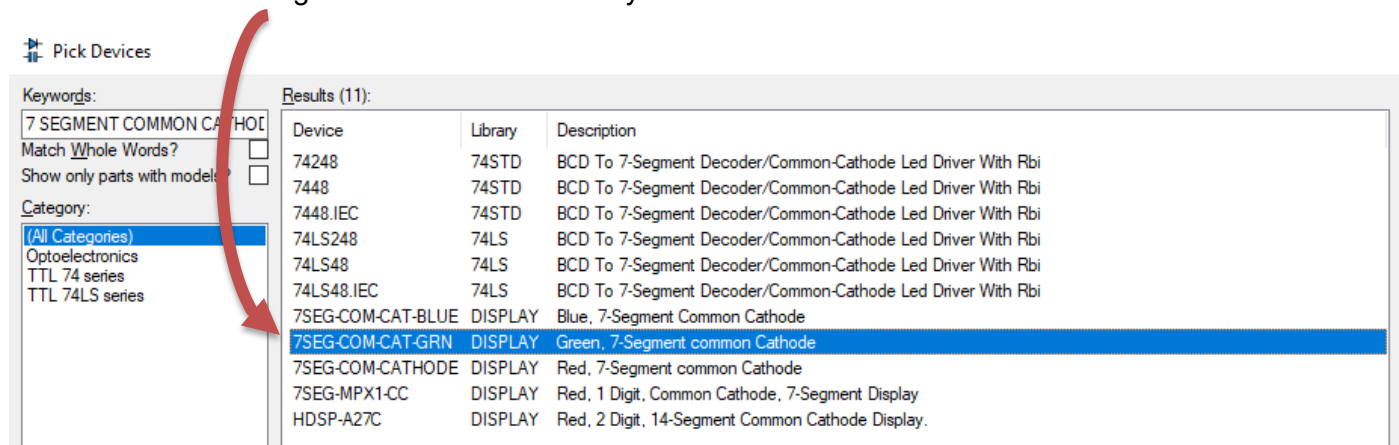 Pick Devices
Keywords:
7 SEGMENT COMMON CATHOD
Match Whole Words?
Show only parts with models?
Category:
(All Categories)
Optoelectronics
TTL 74 series
TTL 74LS series
Results (11):
Device Library Description
74248 74STD BCD To 7-Segment Decoder/Common-Cathode Led Driver With Rbi
7448 74STD BCD To 7-Segment Decoder/Common-Cathode Led Driver With Rbi
7448.IEC 74STD BCD To 7-Segment Decoder/Common-Cathode Led Driver With Rbi
74LS248 74LS BCD To 7-Segment Decoder/Common-Cathode Led Driver With Rbi
74LS48 74LS BCD To 7-Segment Decoder/Common-Cathode Led Driver With Rbi
74LS48.IEC 74LS BCD To 7-Segment Decoder/Common-Cathode Led Driver With Rbi
7SEG-COM-CAT-BLUE DISPLAY Blue, 7-Segment Common Cathode
7SEG-COM-CAT-GRN DISPLAY Green, 7-Segment common Cathode
7SEG-COM-CATHODE DISPLAY Red, 7-Segment common Cathode
7SEG-MPX1-CC DISPLAY Red, 1 Digit, Common Cathode, 7-Segment Display
HDSP-A27C DISPLAY Red, 2 Digit, 14-Segment Common Cathode Display.